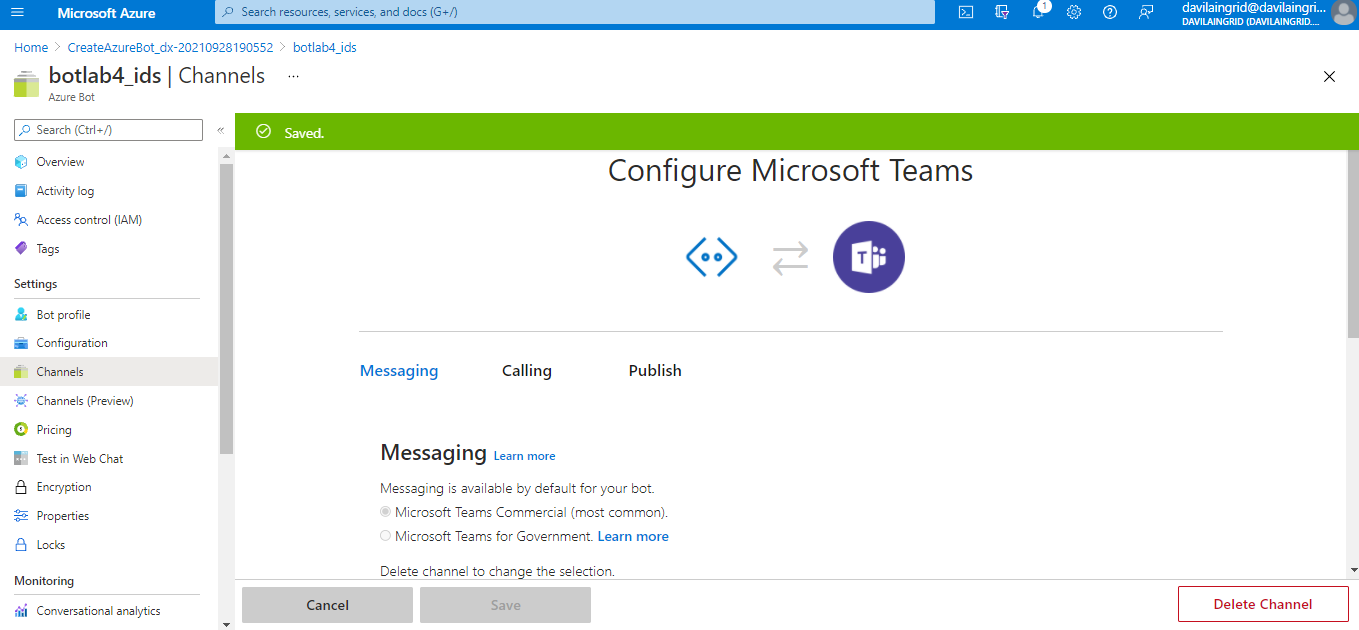 Microsoft Azure
Search resources, services, and docs (G+/)
1
davilaingrid@davilaingri...
DAVILAINGRID (DAVILAINGRID....
Home > CreateAzureBot_dx-20210928190552 > botlab4_ids
botlab4_ids | Channels ...
Azure Bot
Search (Ctrl+/)
«
Overview
Activity log
Access control (IAM)
Tags
Settings
Bot profile
Configuration
Channels
Channels (Preview)
Pricing
Test in Web Chat
Encryption
Properties
Locks
Monitoring
Conversational analytics
Saved.
Configure Microsoft Teams
T
Messaging
Calling
Publish
Messaging Learn more
Messaging is available by default for your bot.
Microsoft Teams Commercial (most common).
Microsoft Teams for Government. Learn more
Delete channel to change the selection.
Cancel
Save
Delete Channel